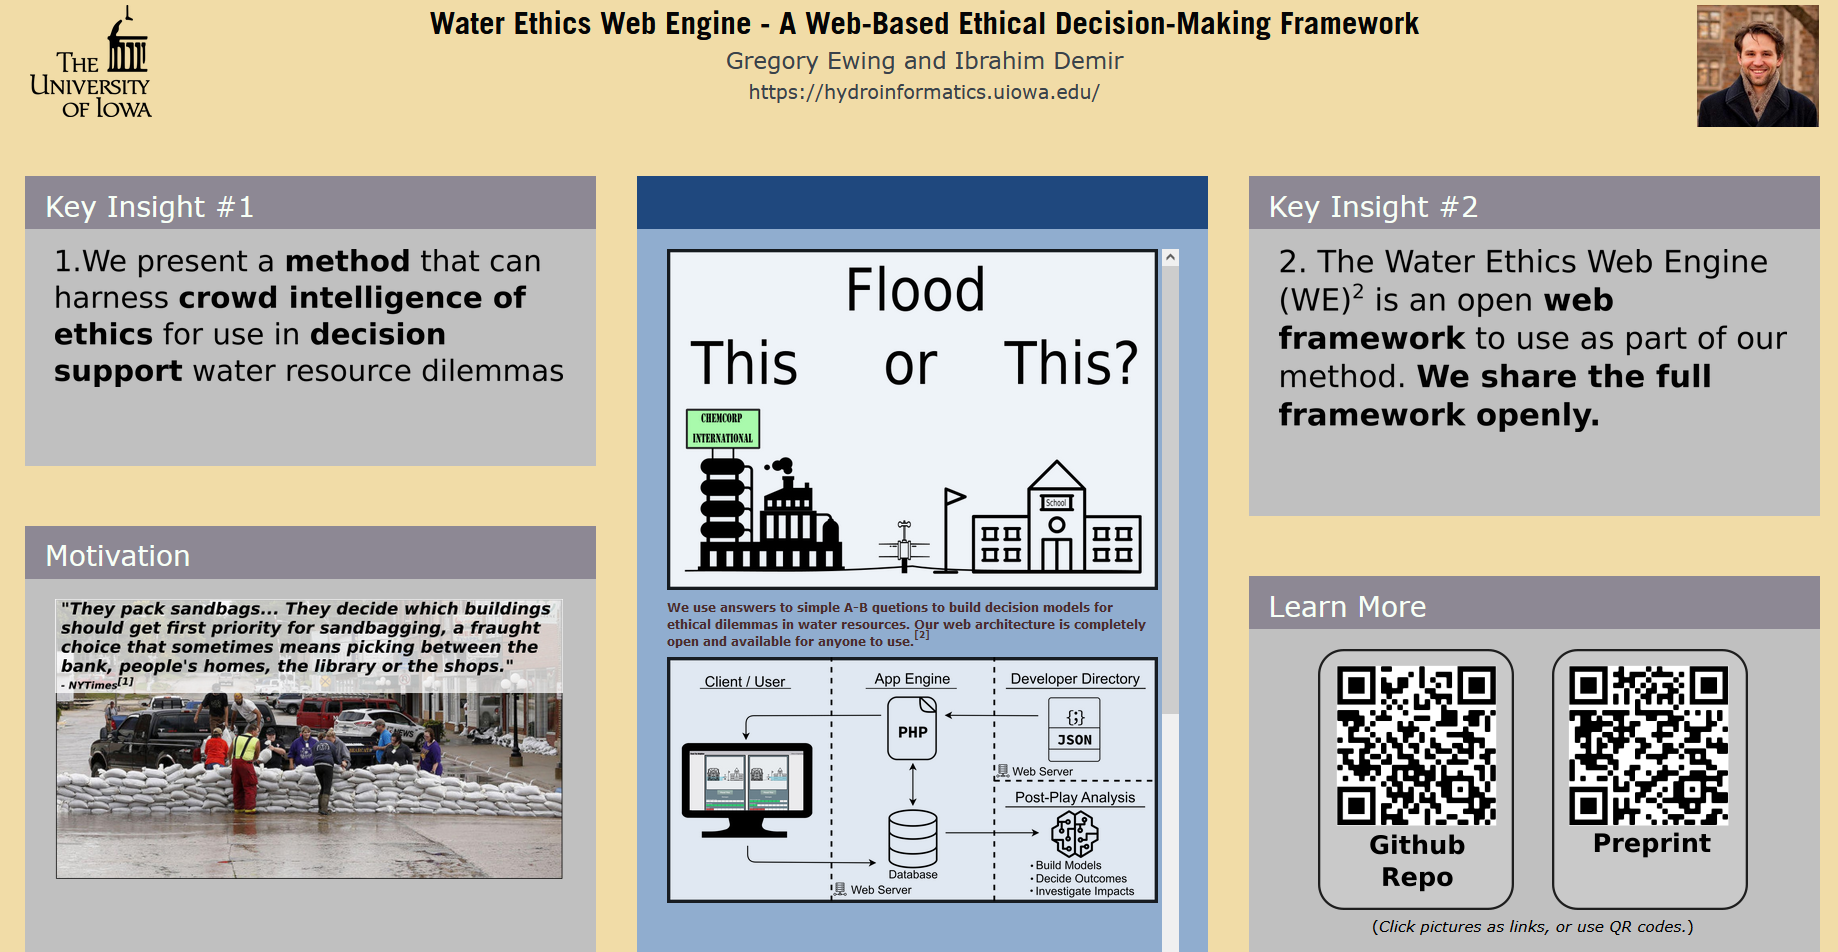 THE
UNIVERSITY
OF IOWA
Water Ethics Web Engine - A Web-Based Ethical Decision-Making Framework
Gregory Ewing and Ibrahim Demir
https://hydroinformatics.uiowa.edu/
Key Insight #1
1.We present a method that can
harness crowd intelligence of
ethics for use in decision
support water resource dilemmas
Motivation
"They pack sandbags... They decide which buildings
should get first priority for sandbagging, a fraught
choice that sometimes means picking between the
bank, people's homes, the library or the shops."
- NYTimes[1]
NEWS
Flood
This or This?
CHEMCORP
INTERNATIONAL
School
We use answers to simple A-B quetions to build decision models for
ethical dilemmas in water resources. Our web architecture is completely
open and available for anyone to use.[2]
Client / User
App Engine
Developer Directory
PHP
{;}
JSON
Web Server
Post-Play Analysis
Database
Web Server
• Build Models
• Decide Outcomes
• Investigate Impacts
Key Insight #2
2. The Water Ethics Web Engine
(WE)2 is an open web
framework to use as part of our
method. We share the full
framework openly.
Learn More
Github
Repo
Preprint
(Click pictures as links, or use QR codes.)